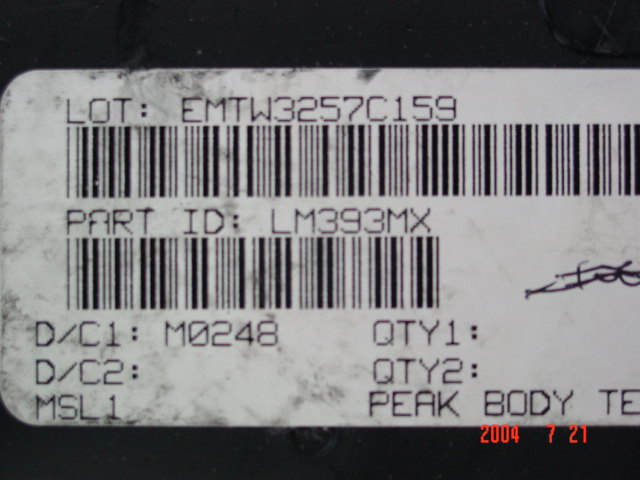 LOT: EMTW3257C159
PART ID: LM393MX
D/C1: M0248 QTY1:
D/C2: QTY2:
MSL1 PEAK BODY TE
2004 7 21